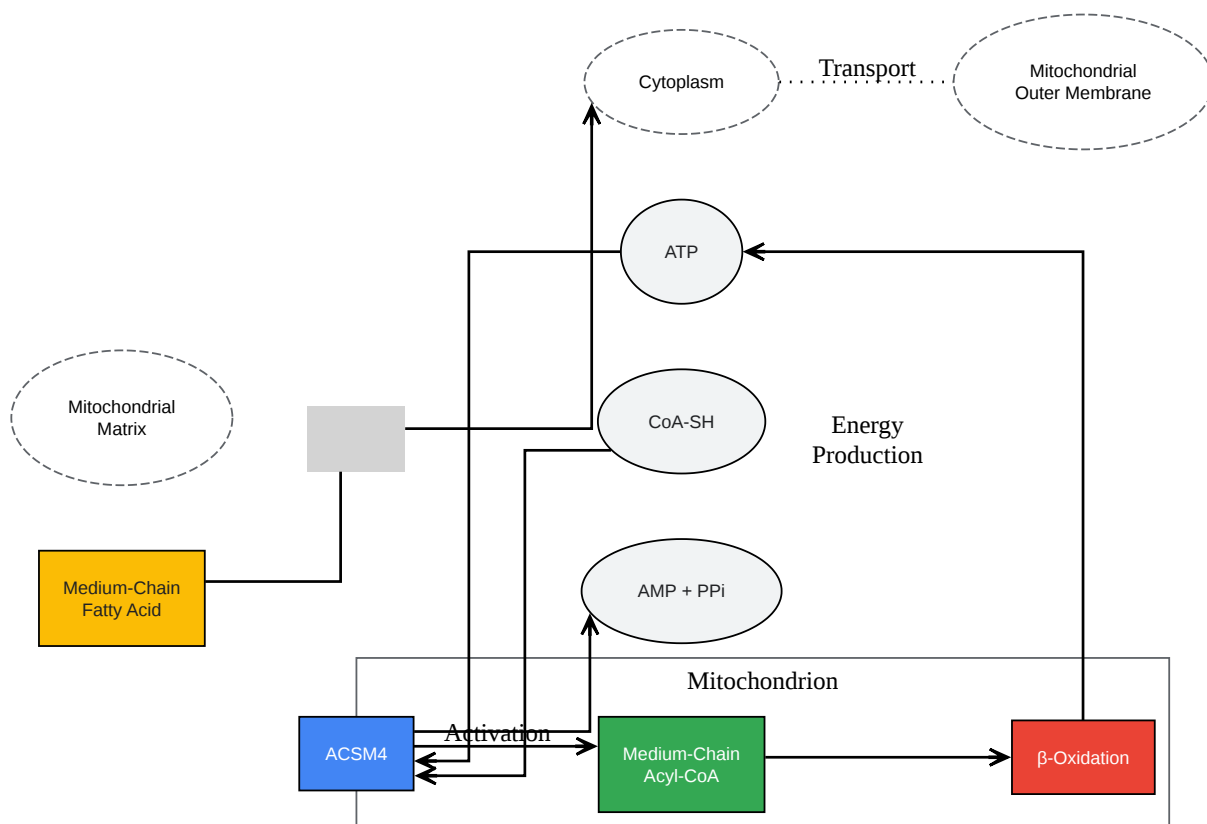 Cytoplasm
Transport
Mitochondrial
Outer Membrane
ATP
Mitochondrial
Matrix
CoA-SH
Energy
Production
Medium-Chain
Fatty Acid
AMP + PPi
Mitochondrion
ACSM4
Activation
Medium-Chain
Acyl-CoA
β-Oxidation